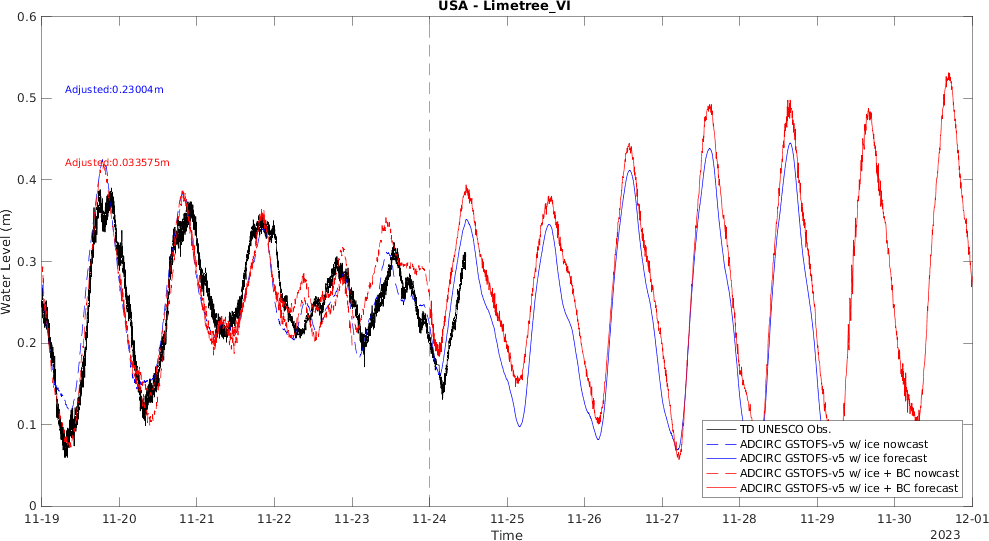 USA - Limetree_VI
0.6
0.5
0.4
0.3
0.2
0.1
0
Water Level (m)
Adjusted:0.23004m
Adjusted:0.033575m
TD UNESCO Obs.
ADCIRC GSTOFS-v5 w/ ice nowcast
ADCIRC GSTOFS-v5 w/ ice forecast
ADCIRC GSTOFS-v5 w/ ice + BC nowcast
ADCIRC GSTOFS-v5 w/ ice + BC forecast
11-19 11-20 11-21 11-22 11-23 11-24 11-25 11-26 11-27 11-28 11-29 11-30 12-01
Time
2023